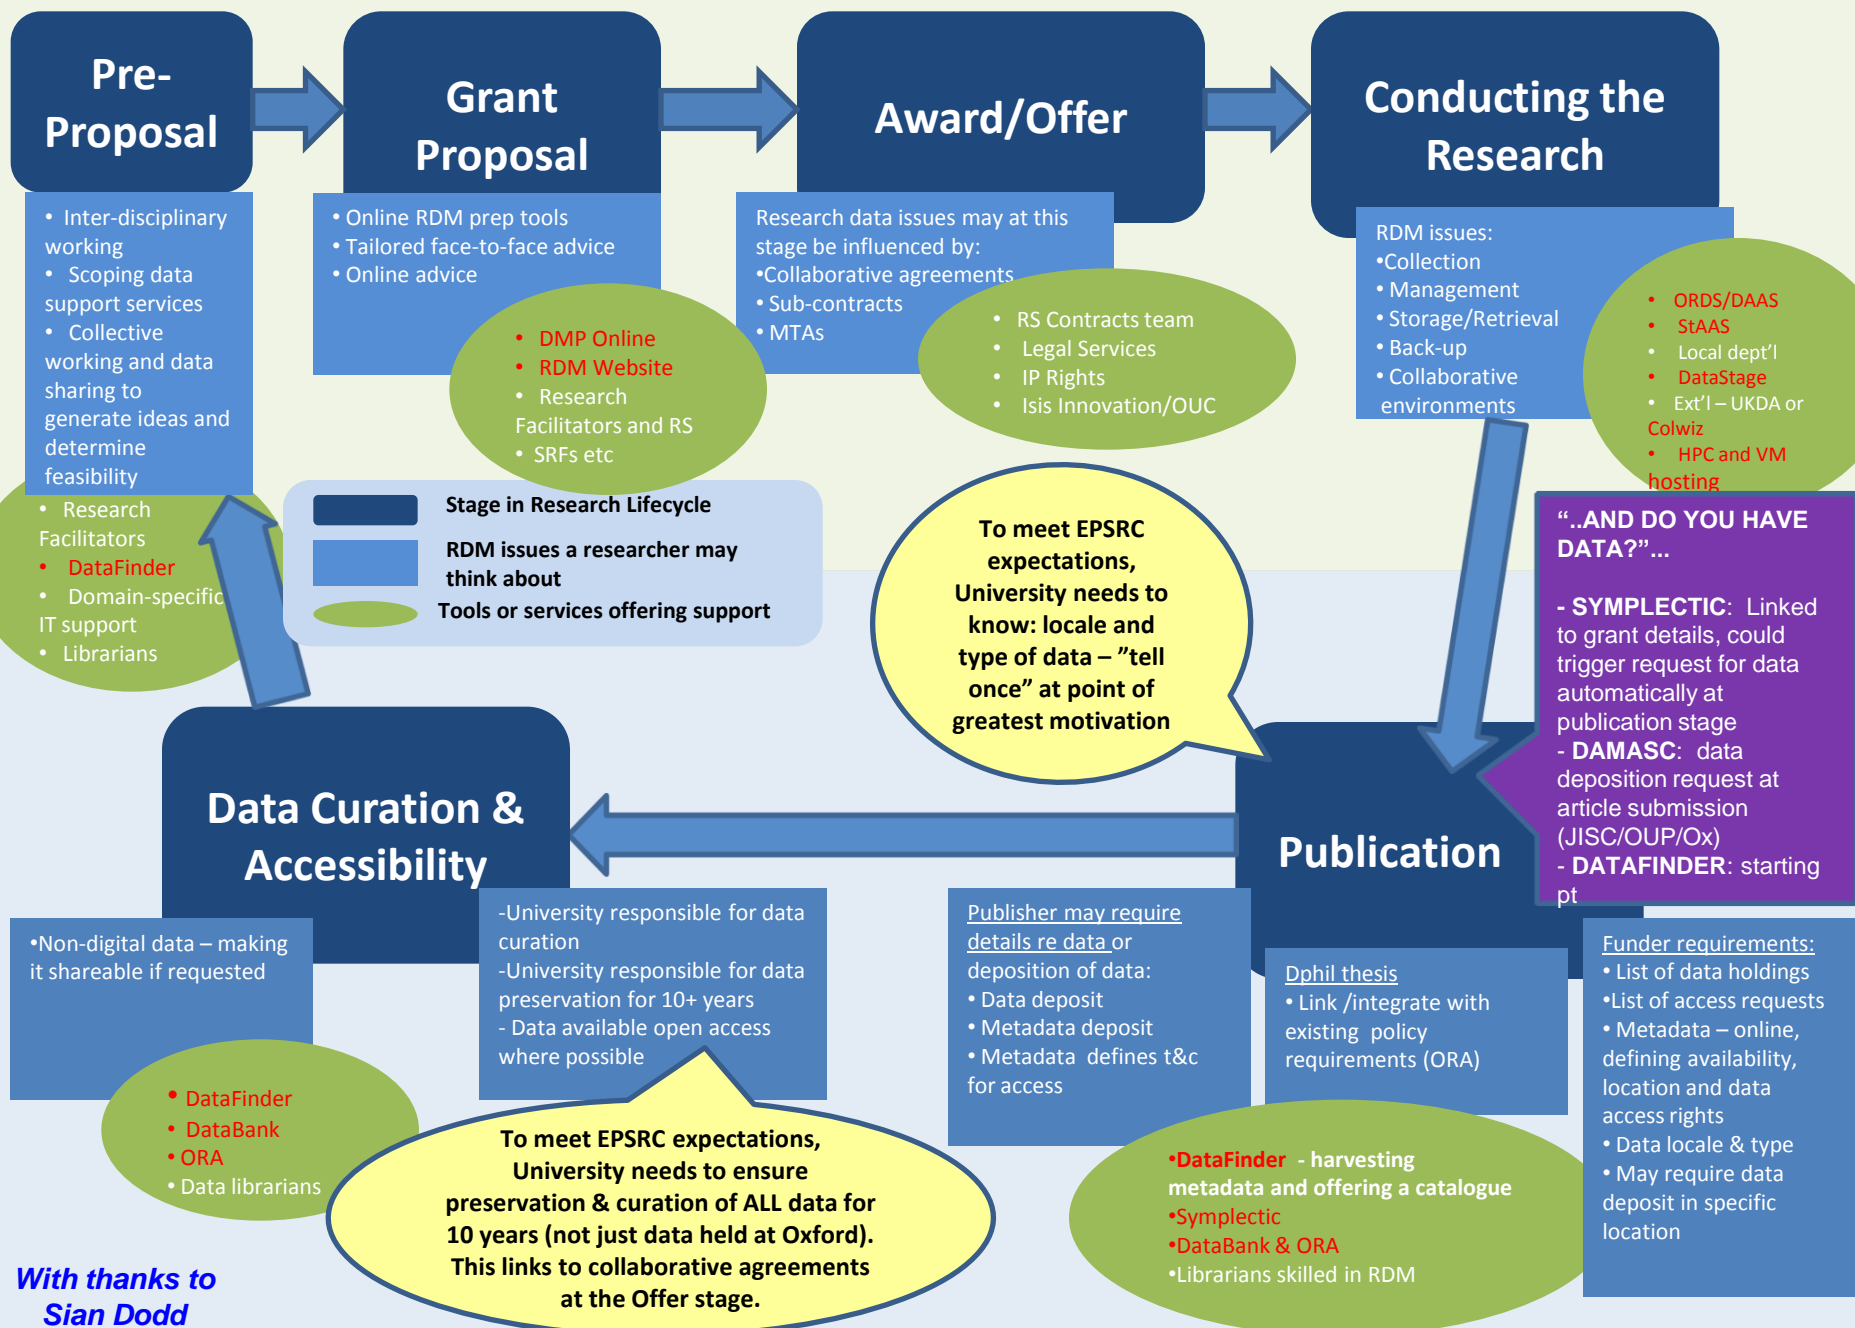 Pre-
Proposal
Grant
Proposal
Award/Offer
Conducting the
Research
• Inter-disciplinary
working
• Scoping data
support services
• Collective
working and data
sharing to
generate ideas and
determine
feasibility
• Research
Facilitators
• DataFinder
• Domain-specific
IT support
• Librarians
• Online RDM prep tools
• Tailored face-to-face advice
• Online advice
• DMP Online
• RDM Website
• Research
Facilitators and RS
• SRFs etc
Research data issues may at this
stage be influenced by:
•Collaborative agreements
• Sub-contracts
• MTAs
• RS Contracts team
• Legal Services
• IP Rights
• Isis Innovation/OUC
RDM issues:
•Collection
• Management
• Storage/Retrieval
• Back-up
• Collaborative
environments
• ORDS/DAAS
• StAAS
• Local dept’l
• DataStage
• Ext’l – UKDA or
Colwiz
• HPC and VM
hosting
Stage in Research Lifecycle
RDM issues a researcher may
think about
Tools or services offering support
To meet EPSRC
expectations,
University needs to
know: locale and
type of data – ”tell
once” at point of
greatest motivation
“..AND DO YOU HAVE
DATA?”...
- SYMPLECTIC: Linked
to grant details, could
trigger request for data
automatically at
publication stage
- DAMASC: data
deposition request at
article submission
(JISC/OUP/Ox)
- DATAFINDER: starting
pt
Data Curation &
Accessibility
Publication
•Non-digital data – making
it shareable if requested
-University responsible for data
curation
-University responsible for data
preservation for 10+ years
- Data available open access
where possible
• DataFinder
• DataBank
• ORA
• Data librarians
To meet EPSRC expectations,
University needs to ensure
preservation & curation of ALL data for
10 years (not just data held at Oxford).
This links to collaborative agreements
at the Offer stage.
Publisher may require
details re data or
deposition of data:
• Data deposit
• Metadata deposit
• Metadata defines t&c
for access
Dphil thesis
• Link /integrate with
existing policy
requirements (ORA)
Funder requirements:
• List of data holdings
•List of access requests
• Metadata – online,
defining availability,
location and data
access rights
• Data locale & type
• May require data
deposit in specific
location
•DataFinder - harvesting
metadata and offering a catalogue
•Symplectic
•DataBank & ORA
•Librarians skilled in RDM
With thanks to
Sian Dodd